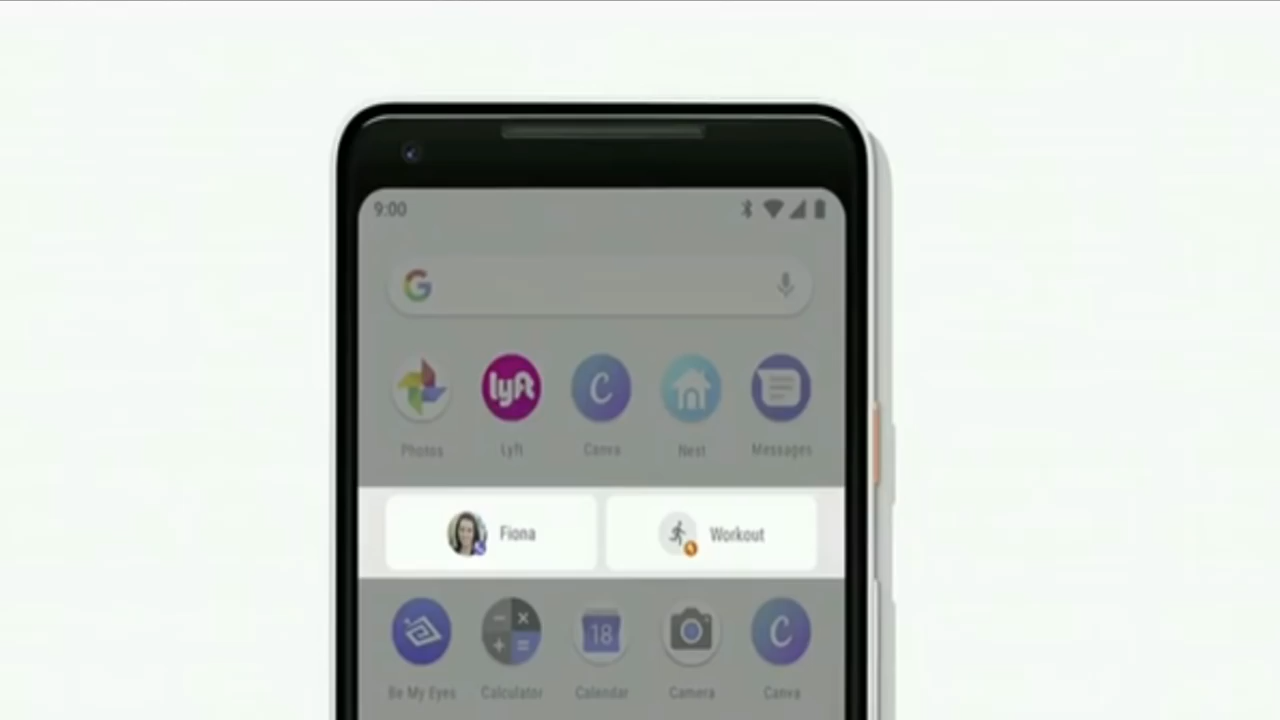 9:00
G
lyft
C
Photos Lyft Canva Nest Messages
Fiona Workout
18
C
Be My Eyes Calculator Calendar Camera Canva